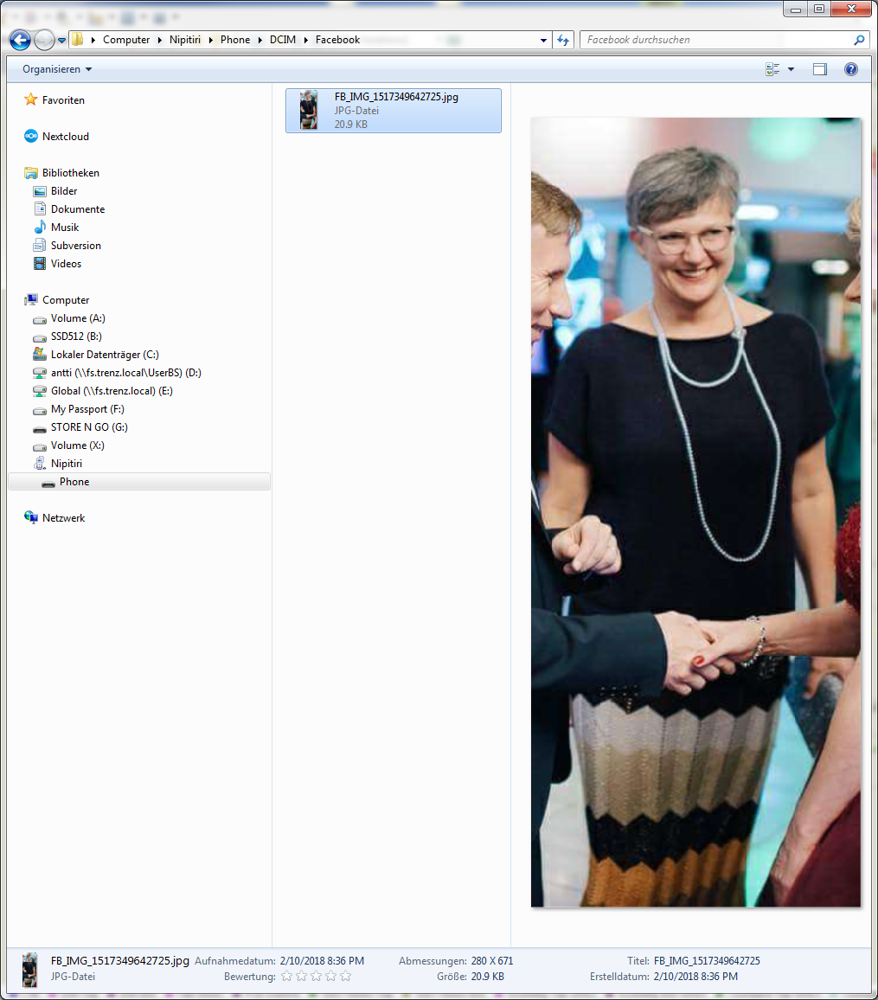 Computer Nipitiri Phone DCIM Facebook
Facebook durchsuchen
Organisieren
Favoriten
Nextcloud
Bibliotheken
Bilder
Dokumente
Musik
Subversion
Videos
Computer
Volume (A:)
SSD512 (B:)
Lokaler Datenträger (C:)
antti (\\fs.trenz.local\UserBS) (D:)
Global (\\fs.trenz.local) (E:)
My Passport (F:)
STORE N GO (G:)
Volume (X:)
Nipitiri
Phone
Netzwerk
FB_IMG_1517349642725.jpg
JPG-Datei
20.9 KB
FB_IMG_1517349642725.jpg Aufnahmedatum: 2/10/2018 8:36 PM Abmessungen: 280 X 671 Titel: FB_IMG_1517349642725
JPG-Datei Bewertung: Größe: 20.9 KB Erstelldatum: 2/10/2018 8:36 PM